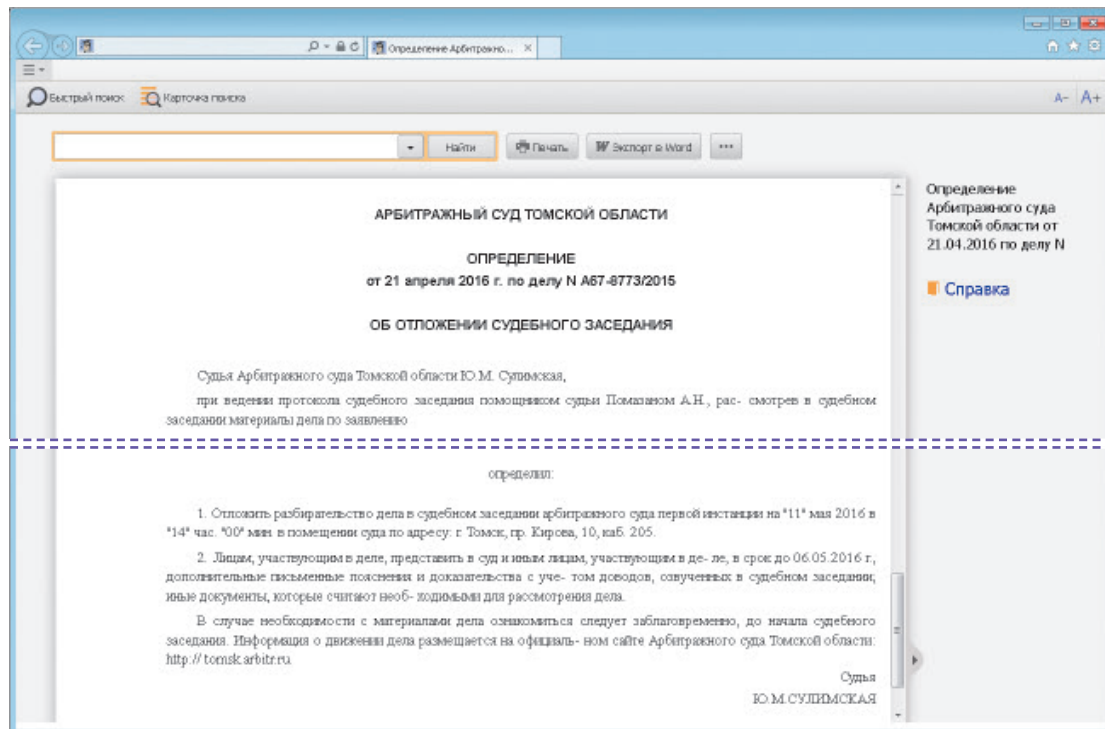 Определение Арбитражно...
Быстрый поиск Карточка поиска A- A+
Найти Печать Экспорт в Word ...
АРБИТРАЖНЫЙ СУД ТОМСКОЙ ОБЛАСТИ
ОПРЕДЕЛЕНИЕ
от 21 апреля 2016 г. по делу N А67-8773/2015
ОБ ОТЛОЖЕНИИ СУДЕБНОГО ЗАСЕДАНИЯ
Судья Арбитражного суда Томской области Ю.М. Сулимская,
при ведении протокола судебного заседания помощником судьи Помазаном А.Н., рас- смотрев в судебном
заседании материалы дела по заявлению
определил:
1. Отложить разбирательство дела в судебном заседании арбитражного суда первой инстанции на "11" мая 2016 в
"14" час. "00" мин. в помещении суда по адресу: г. Томск, пр. Кирова, 10, каб. 205.
2. Лицам, участвующим в деле, представить в суд и иным лицам, участвующим в де- ле, в срок до 06.05.2016 г.,
дополнительные письменные пояснения и доказательства с уче- том доводов, озвученных в судебном заседании;
иные документы, которые считают необ- ходимыми для рассмотрения дела.
В случае необходимости с материалами дела ознакомиться следует заблаговременно, до начала судебного
заседания. Информация о движении дела размещается на официаль- ном сайте Арбитражного суда Томской области:
http:// tomsk.arbitr.ru.
Судья
Ю.М.СУЛИМСКАЯ
Определение
Арбитражного суда
Томской области от
21.04.2016 по делу N
Справка